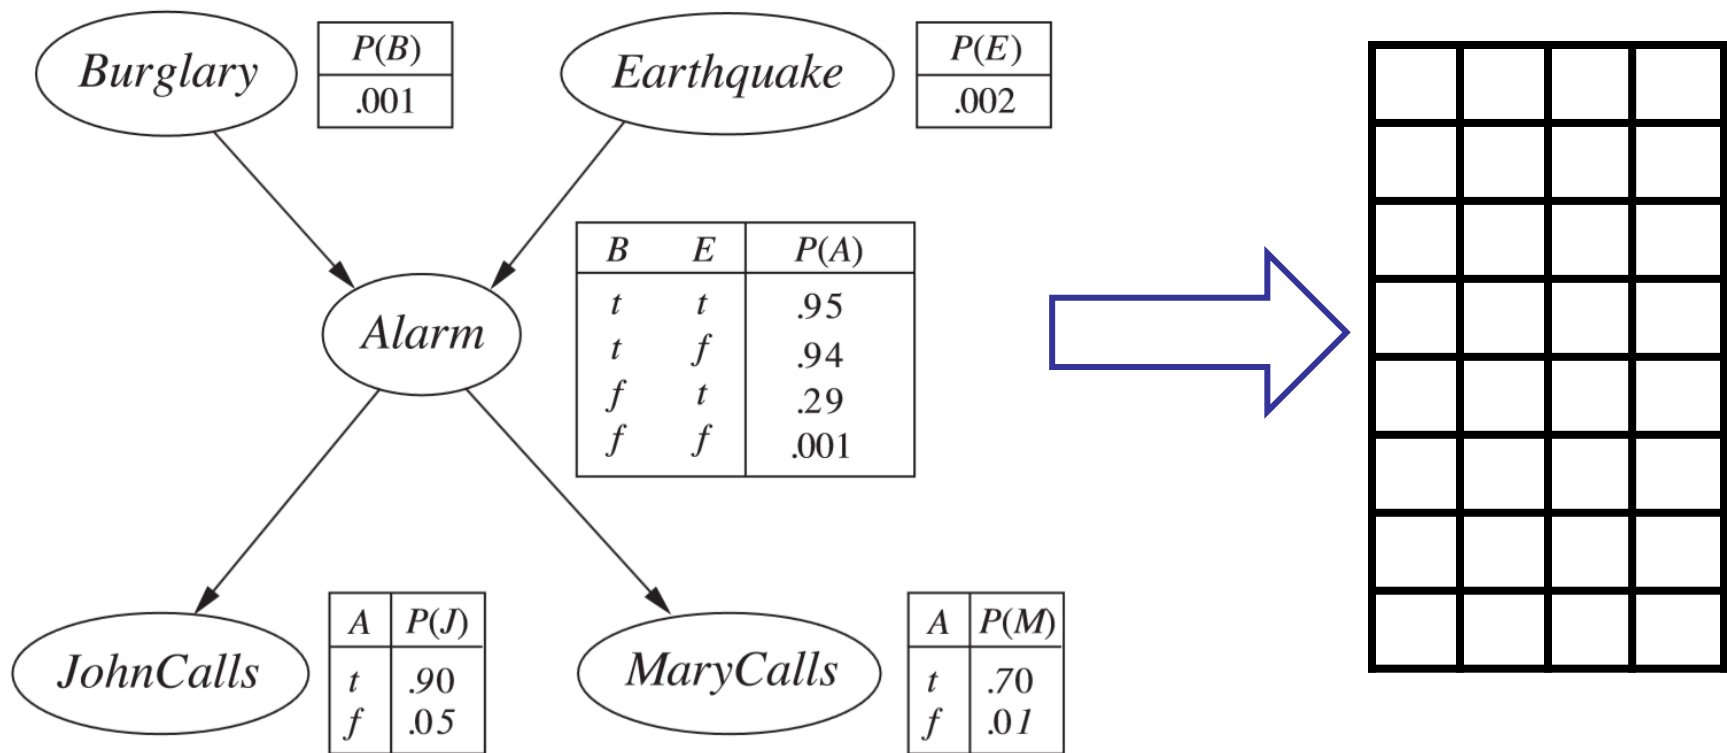 Burglary
P(B)
.001
Earthquake
P(E)
.002
B E P(A)
t t .95
t f .94
f t .29
f f .001
Alarm
JohnCalls
A P(J)
t .90
f .05
MaryCalls
A P(M)
t .70
f .01